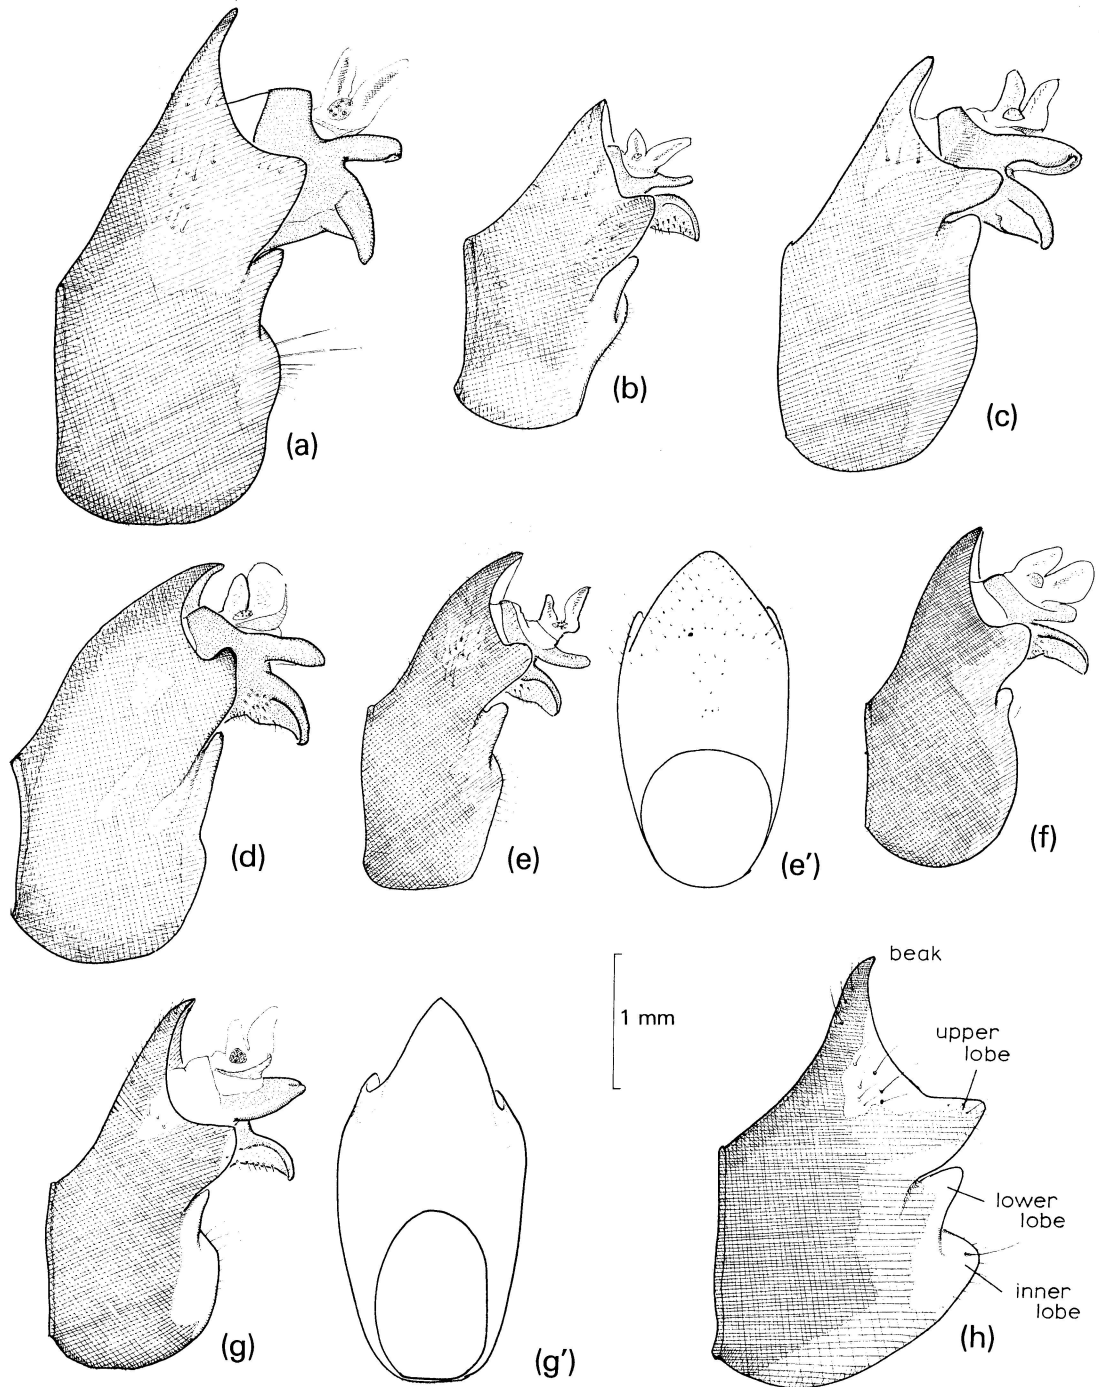 (a)
(b)
(c)
(d)
(e)
(e')
(f)
1 mm
beak
upper
lobe
lower
lobe
inner
lobe
(g)
(g')
(h)